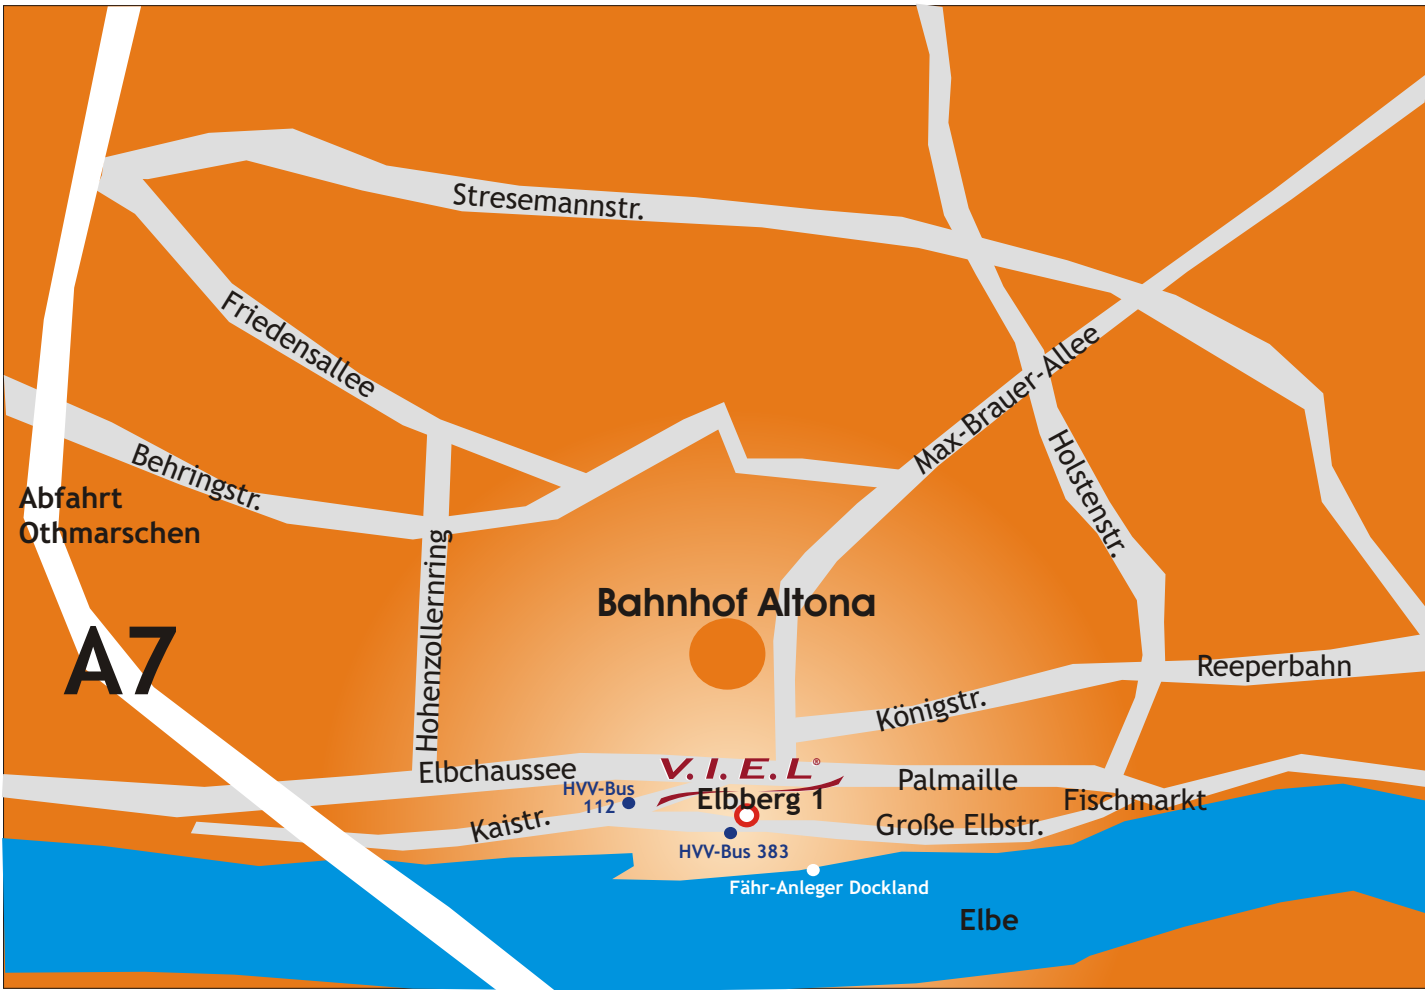 Stresemannstr.
Friedensallee
Max-Brauer-Allee
Behringstr.
Holstenstr.
Abfahrt
Othmarschen
Hohenzollernring
Bahnhof Altona
A7
Reeperbahn
Königstr.
Elbchaussee
V.I.E.L®
Palmaille
HVV-Bus
112
Elbberg 1
Fischmarkt
Kaistr.
Große Elbstr.
HVV-Bus 383
Fähr-Anleger Dockland
Elbe